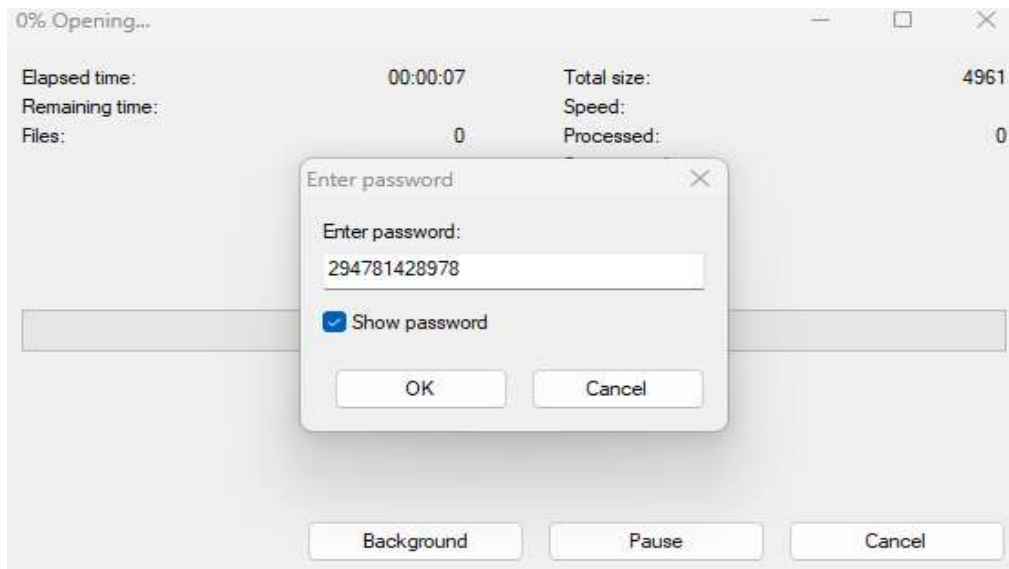 0% Opening...
Elapsed time: 00:00:07 Total size: 4961
Remaining time: Speed:
Files: 0 Processed: 0
Enter password
Enter password:
294781428978
Show password
OK Cancel
Background Pause Cancel